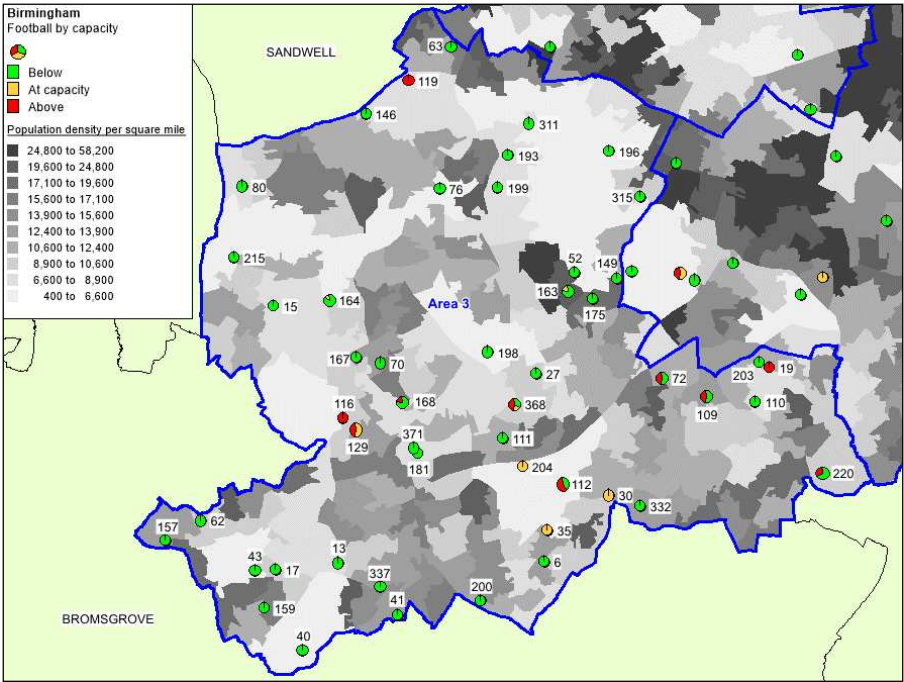 Birmingham
Football by capacity
Below
At capacity
Above
Population density per square mile
24,800 to 58,200
19,600 to 24,800
17,100 to 19,600
15,600 to 17,100
13,900 to 15,600
12,400 to 13,900
10,600 to 12,400
8,900 to 10,600
6,600 to 8,900
400 to 6,600
SANDWELL
63
119
146
311
193
196
80
76
199
315
215
52
149
163
175
15
164
Area 3
198
167
70
27
72
203
19
168
368
109
110
116
129
371
111
181
204
112
220
30
332
62
157
35
43
17
13
6
337
159
41
200
BROMSGROVE
40